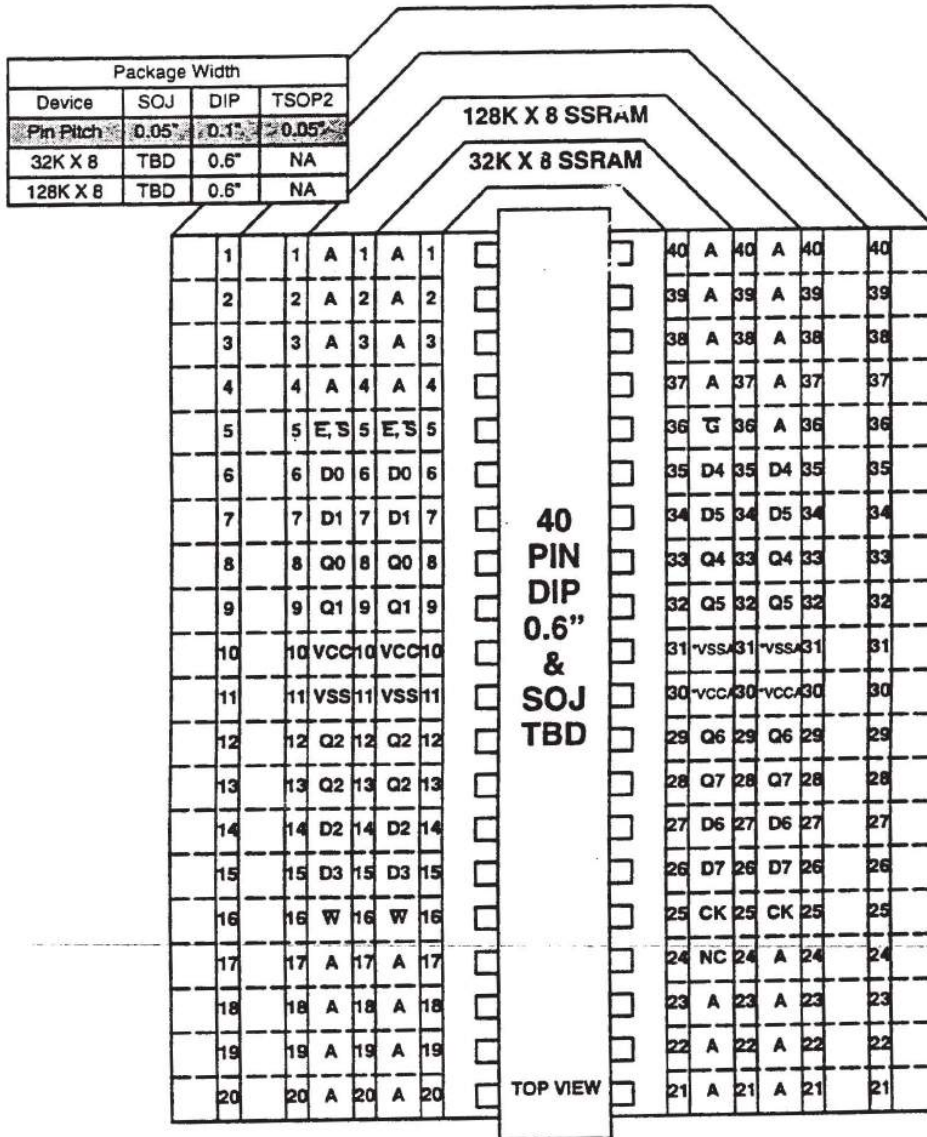 Package Width
Device SOJ DIP TSOP2
Pin Pitch 0.05" 0.1" 0.05"
32K X 8 TBD 0.6" NA
128K X 8 TBD 0.6" NA
128K X 8 SSRAM
32K X 8 SSRAM
1 1 A 1 A 1 40 A 40 A 40 40
2 2 A 2 A 2 39 A 39 A 39 39
3 3 A 3 A 3 38 A 38 A 38 38
4 4 A 4 A 4 37 A 37 A 37 37
5 5 E̅, S̅ 5 E̅, S̅ 5 36 G̅ 36 A 36 36
6 6 D0 6 D0 6 35 D4 35 D4 35 35
7 7 D1 7 D1 7 34 D5 34 D5 34 34
8 8 Q0 8 Q0 8 33 Q4 33 Q4 33 33
9 9 Q1 9 Q1 9 32 Q5 32 Q5 32 32
10 10 VCC 10 VCC 10 31 *VSSA 31 *VSSA 31 31
11 11 VSS 11 VSS 11 30 *VCCA 30 *VCCA 30 30
12 12 Q2 12 Q2 12 29 Q6 29 Q6 29 29
13 13 Q2 13 Q2 13 28 Q7 28 Q7 28 28
14 14 D2 14 D2 14 27 D6 27 D6 27 27
15 15 D3 15 D3 15 26 D7 26 D7 26 26
16 16 W̅ 16 W̅ 16 25 CK 25 CK 25 25
17 17 A 17 A 17 24 NC 24 A 24 24
18 18 A 18 A 18 23 A 23 A 23 23
19 19 A 19 A 19 22 A 22 A 22 22
20 20 A 20 A 20 21 A 21 A 21 21
40
PIN
DIP
0.6"
&
SOJ
TBD
TOP VIEW